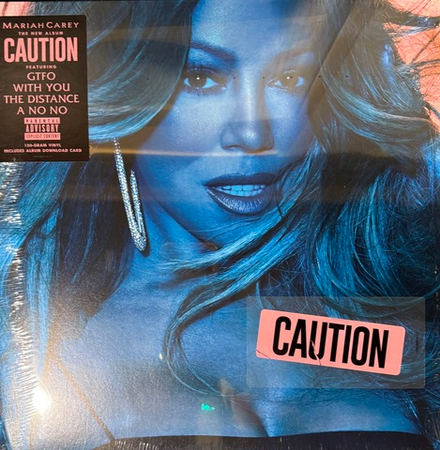 MARIAH CAREY
THE NEW ALBUM
CAUTION
FEATURING
GTFO
WITH YOU
THE DISTANCE
A NO NO
PARENTAL
ADVISORY
EXPLICIT CONTENT
150-GRAM VINYL
INCLUDES ALBUM DOWNLOAD CARD
CAUTION